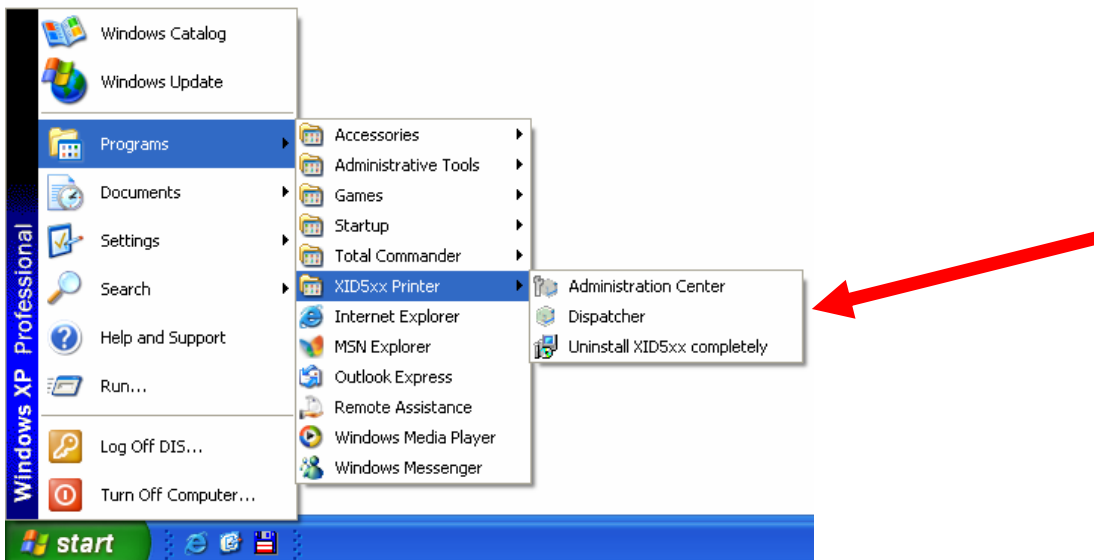 Windows XP Professional
Windows Catalog
Windows Update
Programs
Documents
Settings
Search
Help and Support
Run...
Log Off DIS...
Turn Off Computer...
Accessories
Administrative Tools
Games
Startup
Total Commander
XID5xx Printer
Internet Explorer
MSN Explorer
Outlook Express
Remote Assistance
Windows Media Player
Windows Messenger
Administration Center
Dispatcher
Uninstall XID5xx completely
start